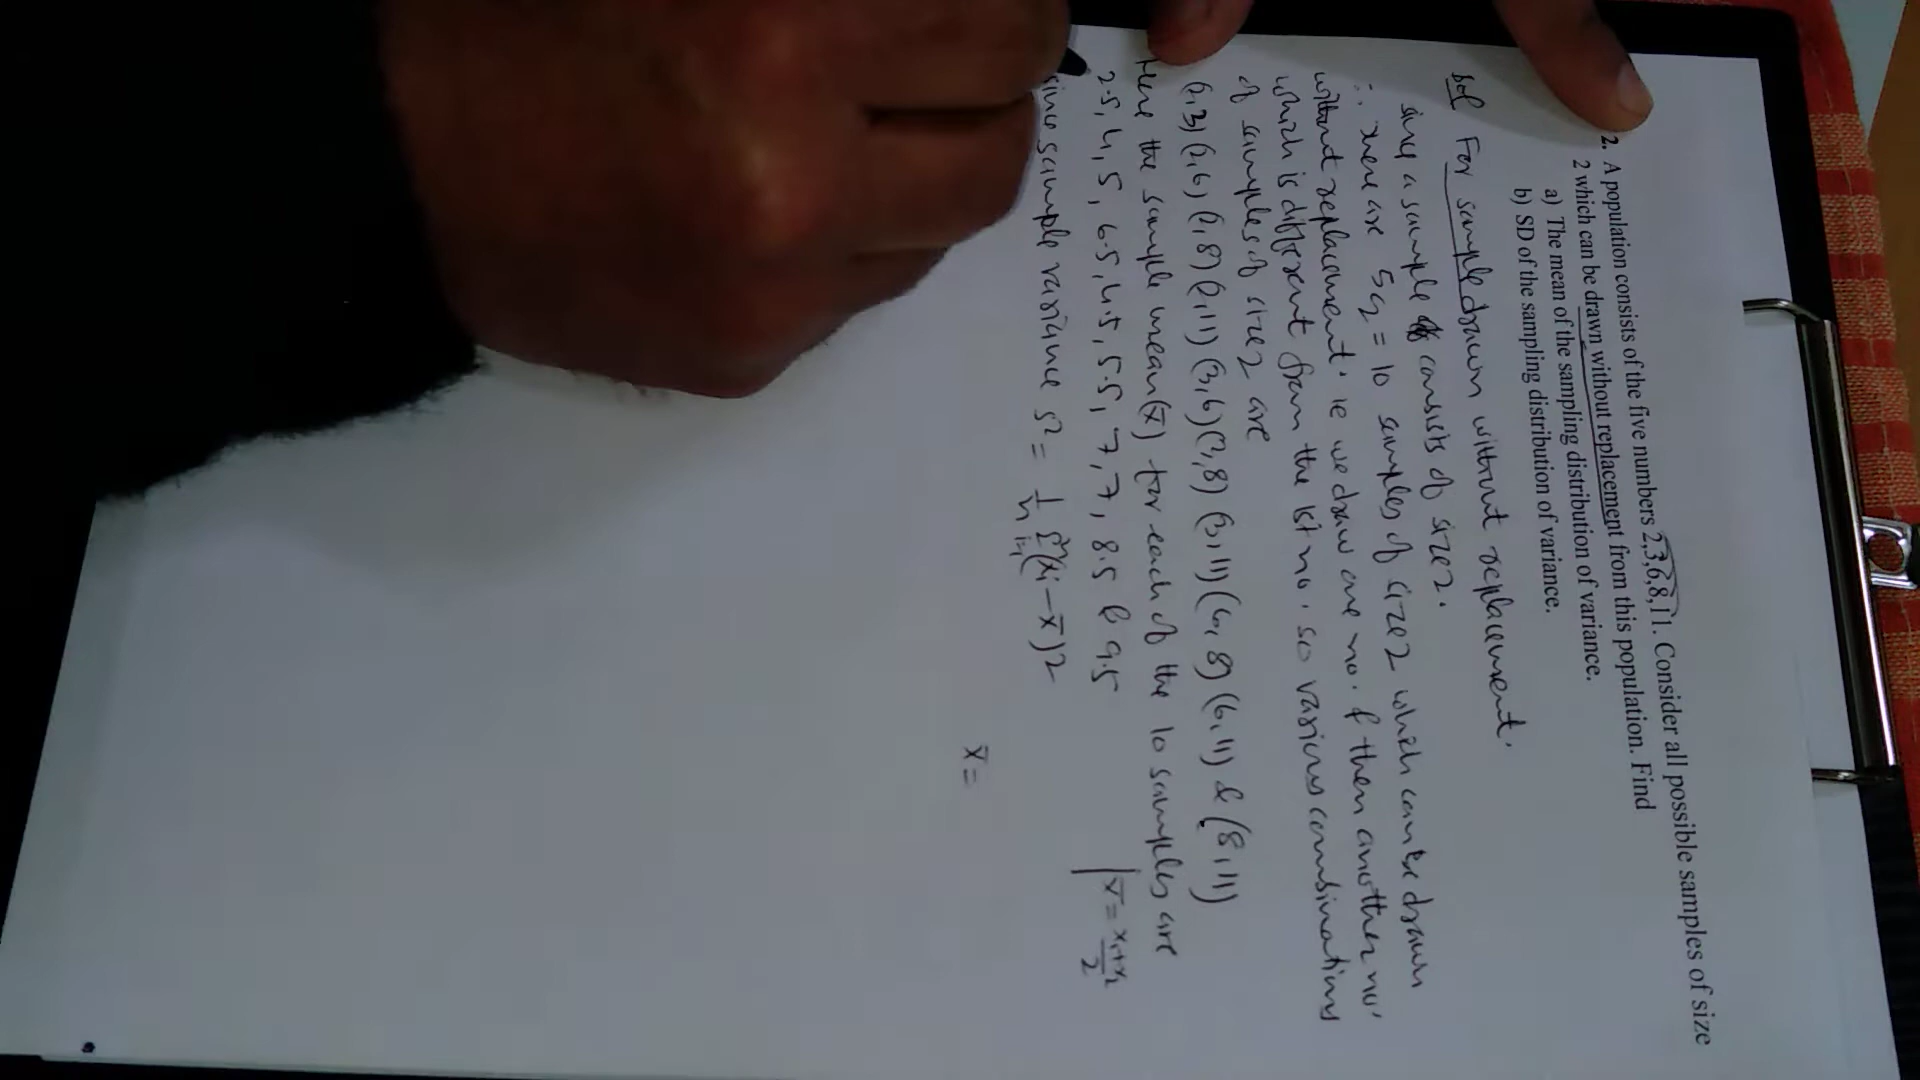 2. A population consists of the five numbers 2,3,6,8,11. Consider all possible samples of size
2 which can be drawn without replacement from this population. Find
a) The mean of the sampling distribution of variance.
b) SD of the sampling distribution of variance.
Sol For sample drawn without replacement.
since a sample consists of size 2.
∴ there are 5C2 = 10 samples of size 2 which can be drawn
without replacement. ie we draw one no. & then another no.
which is different from the 1st no. so various combinations
of samples of size 2 are
(2,3) (2,6) (2,8) (2,11) (3,6) (3,8) (3,11) (6,8) (6,11) & (8,11)
Here the sample mean (x̄) for each of the 10 samples are
2.5, 4, 5, 6.5, 4.5, 5.5, 7, 7, 8.5 & 9.5 | x̄ = x₁+x₂/2
since sample variance s² = 1/n Σⁿᵢ₌₁ (xᵢ − x̄)2
x̄ =